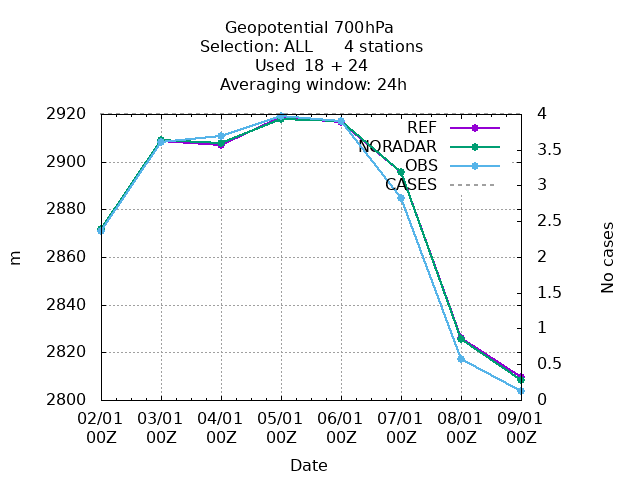 Geopotential 700hPa
Selection: ALL 4 stations
Used 18 + 24
Averaging window: 24h
2920
2900
2880
2860
2840
2820
2800
m
4
3.5
3
2.5
2
1.5
1
0.5
0
No cases
REF
NORADAR
OBS
CASES
02/01 03/01 04/01 05/01 06/01 07/01 08/01 09/01
00Z 00Z 00Z 00Z 00Z 00Z 00Z 00Z
Date